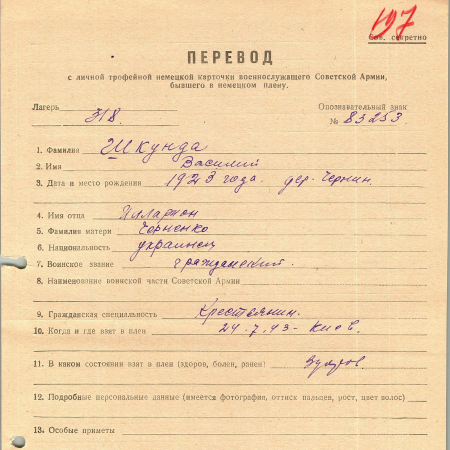 197
Сов. секретно
ПЕРЕВОД
с личной трофейной немецкой карточки военнослужащего Советской Армии,
бывшего в немецком плену.
Лагерь 318. Опознавательный знак
№ 83253
1. Фамилия Шкунда
2. Имя Василий
3. Дата и место рождения 1923 года. дер. Чернин.
4. Имя отца Илларион
5. Фамилия матери Черненко
6. Национальность украинец
7. Воинское звание гражданский.
8. Наименование воинской части Советской Армии
9. Гражданская специальность Крестьянин.
10. Когда и где взят в плен 24.7.43 - Киев.
11. В каком состоянии взят в плен (здоров, болен, ранен) Здоров.
12. Подробные персональные данные (имеется фотография, оттиск пальцев, рост, цвет волос)
13. Особые приметы